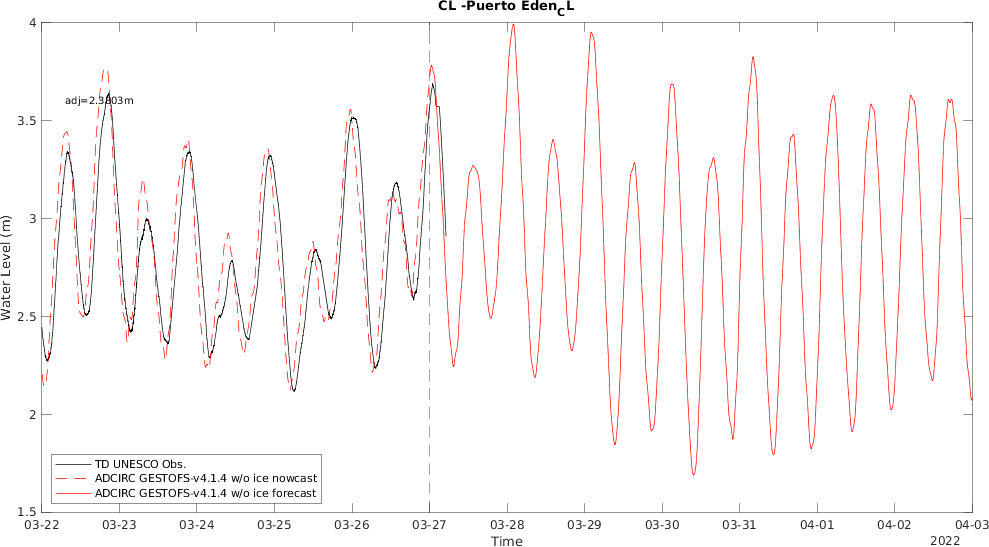 CL -Puerto Eden_CL
4
adj=2.3803m
3.5
3
2.5
2
1.5
Water Level (m)
TD UNESCO Obs.
ADCIRC GESTOFS-v4.1.4 w/o ice nowcast
ADCIRC GESTOFS-v4.1.4 w/o ice forecast
03-22 03-23 03-24 03-25 03-26 03-27 03-28 03-29 03-30 03-31 04-01 04-02 04-03
Time
2022